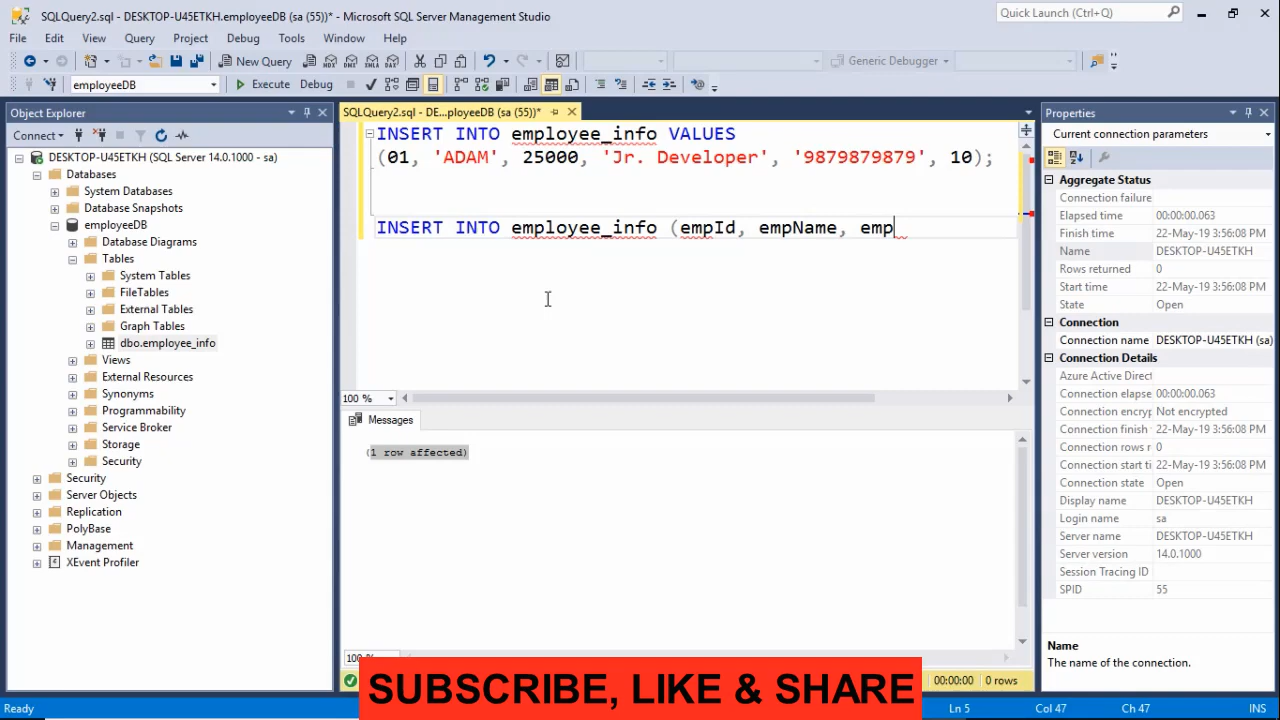 SQLQuery2.sql - DESKTOP-U45ETKH.employeeDB (sa (55))* - Microsoft SQL Server Management Studio
Quick Launch (Ctrl+Q)
File Edit View Query Project Debug Tools Window Help
New Query
Generic Debugger
employeeDB
Execute Debug
Object Explorer
Connect
DESKTOP-U45ETKH (SQL Server 14.0.1000 - sa)
Databases
System Databases
Database Snapshots
employeeDB
Database Diagrams
Tables
System Tables
FileTables
External Tables
Graph Tables
dbo.employee_info
Views
External Resources
Synonyms
Programmability
Service Broker
Storage
Security
Security
Server Objects
Replication
PolyBase
Management
XEvent Profiler
SQLQuery2.sql - DE...ployeeDB (sa (55))*
INSERT INTO employee_info VALUES
(01, 'ADAM', 25000, 'Jr. Developer', '9879879879', 10);
INSERT INTO employee_info (empId, empName, emp
100 %
Messages
(1 row affected)
100 %
00:00:00 0 rows
Properties
Current connection parameters
Aggregate Status
Connection failure
Elapsed time 00:00:00.063
Finish time 22-May-19 3:56:08 PM
Name DESKTOP-U45ETKH
Rows returned 0
Start time 22-May-19 3:56:08 PM
State Open
Connection
Connection name DESKTOP-U45ETKH (sa)
Connection Details
Azure Active Direct
Connection elapse 00:00:00.063
Connection encryp Not encrypted
Connection finish 22-May-19 3:56:08 PM
Connection rows r 0
Connection start ti 22-May-19 3:56:08 PM
Connection state Open
Display name DESKTOP-U45ETKH
Login name sa
Server name DESKTOP-U45ETKH
Server version 14.0.1000
Session Tracing ID
SPID 55
Name
The name of the connection.
SUBSCRIBE, LIKE & SHARE
Ready
Ln 5 Col 47 Ch 47 INS